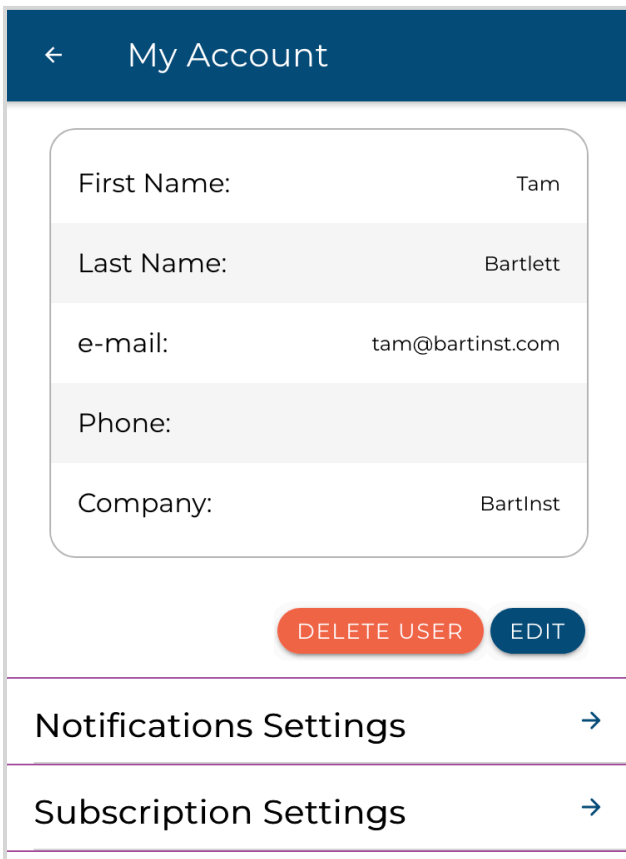 My Account
First Name: Tam
Last Name: Bartlett
e-mail: tam@bartinst.com
Phone:
Company: BartInst
DELETE USER EDIT
Notifications Settings
Subscription Settings